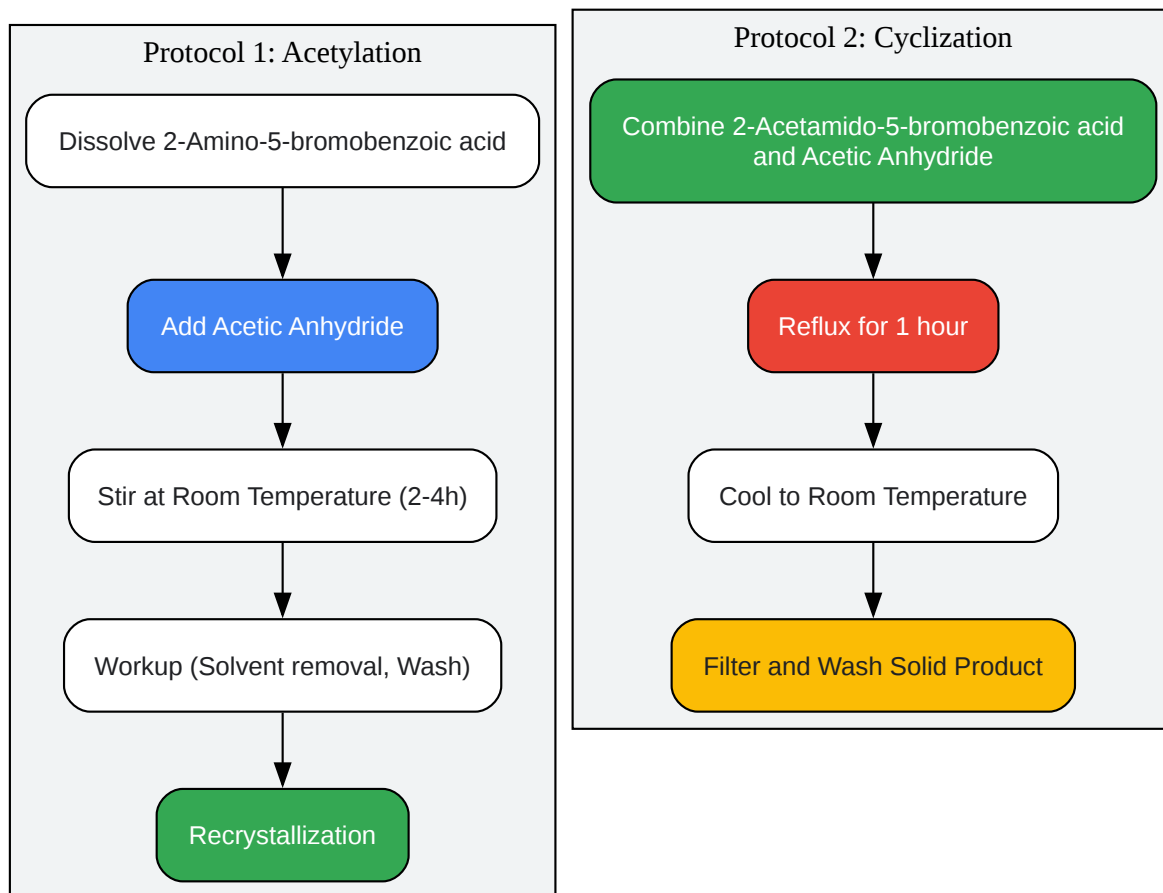 Protocol 1: Acetylation
Dissolve 2-Amino-5-bromobenzoic acid
Add Acetic Anhydride
Stir at Room Temperature (2-4h)
Workup (Solvent removal, Wash)
Recrystallization
Protocol 2: Cyclization
Combine 2-Acetamido-5-bromobenzoic acid
and Acetic Anhydride
Reflux for 1 hour
Cool to Room Temperature
Filter and Wash Solid Product